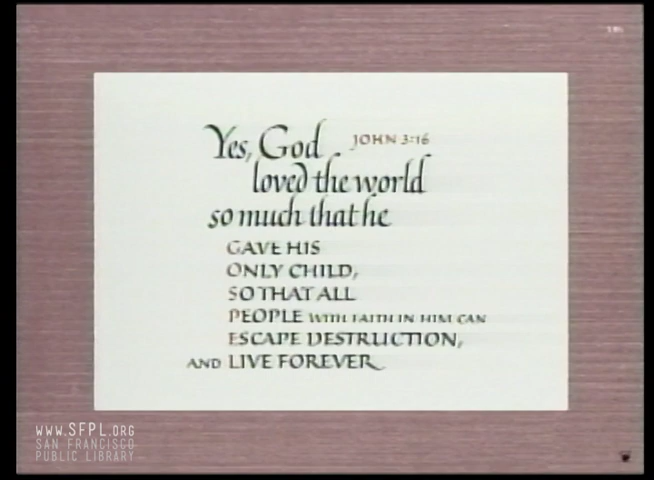 Yes, God JOHN 3:16
loved the world
so much that he
GAVE HIS
ONLY CHILD,
SO THAT ALL
PEOPLE WITH FAITH IN HIM CAN
ESCAPE DESTRUCTION,
AND LIVE FOREVER
www.SFPL.ORG
SAN FRANCISCO
PUBLIC LIBRARY